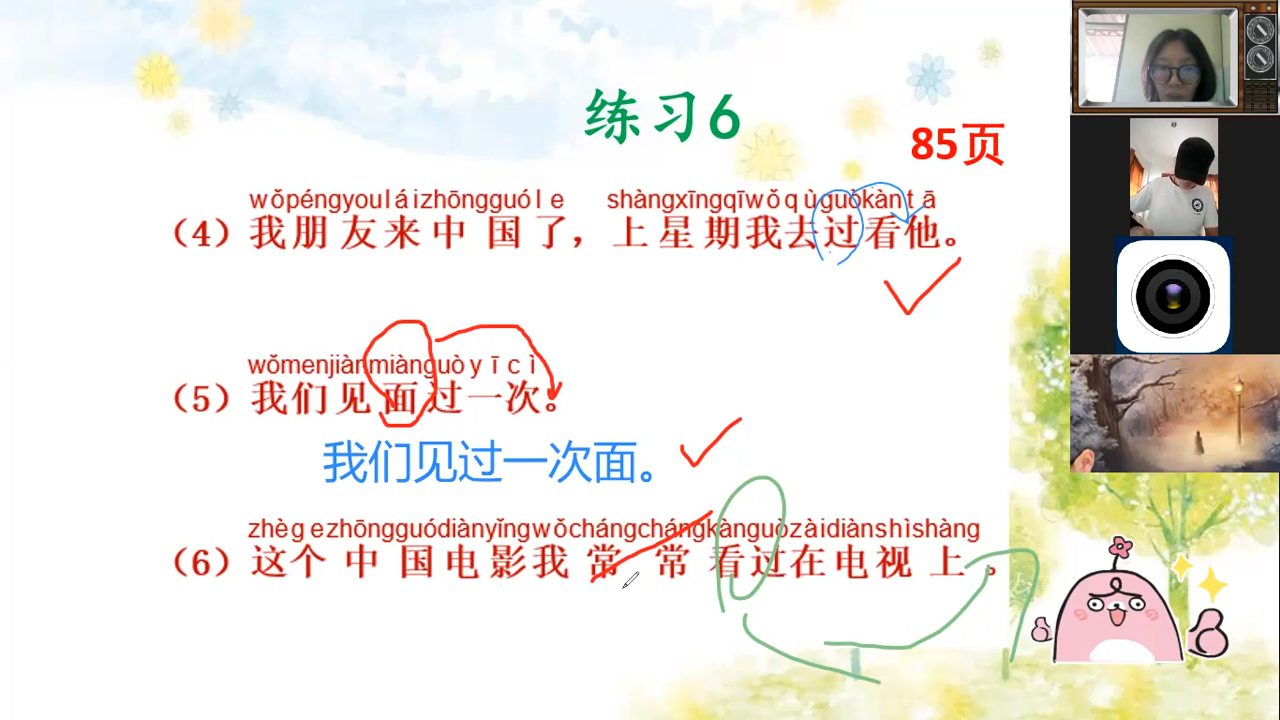 练习6
85页
wǒpéngyouláizhōngguóle shàngxīngqīwǒqùguòkàntā
（4）我朋友来中国了，上星期我去过看他。
wǒmenjiànmiànguòyīcì
（5）我们见面过一次。
我们见过一次面。
zhègezhōngguódiànyǐngwǒchángchángkànguòzàidiànshìshàng
（6）这个中国电影我常常看过在电视上。